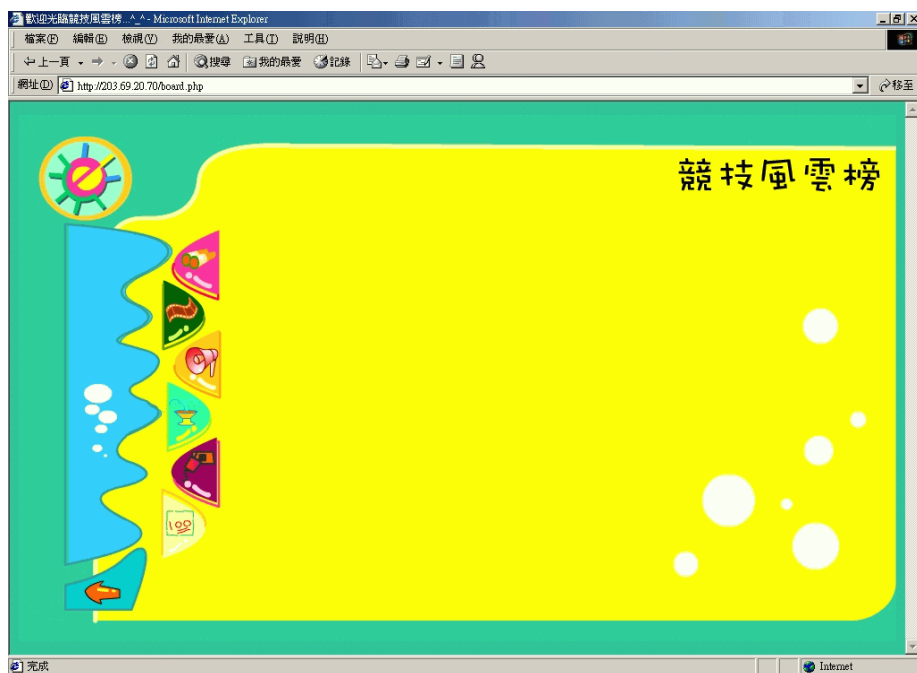 歡迎光臨競技風雲榜...^_^ - Microsoft Internet Explorer
檔案(F) 編輯(E) 檢視(V) 我的最愛(A) 工具(T) 說明(H)
上一頁 搜尋 我的最愛 記錄
網址(D) http://203.69.20.70/board.php 移至
競技風雲榜
100
完成 Internet